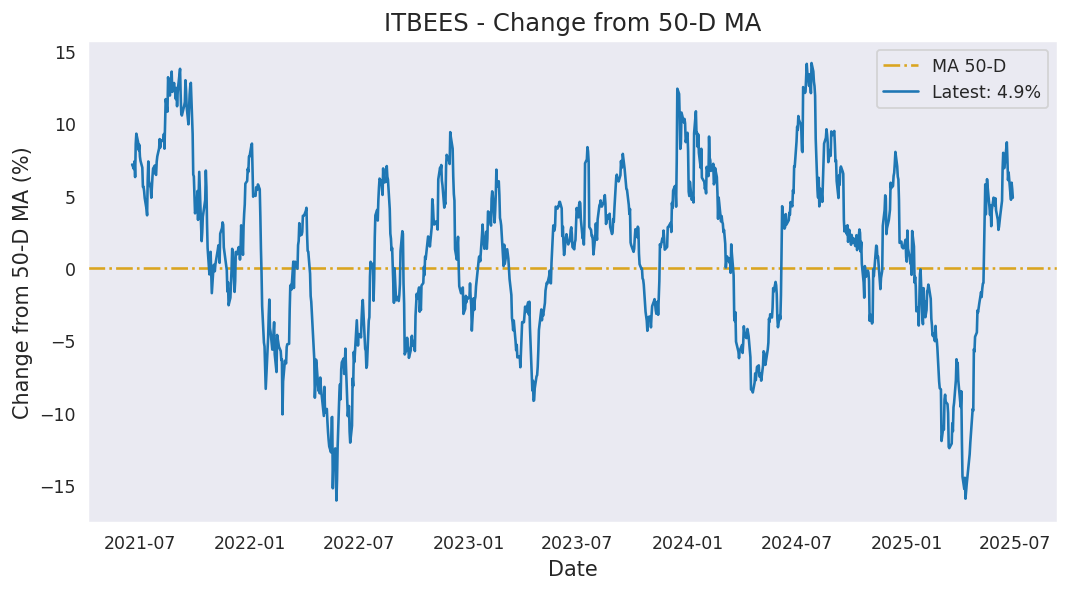 ITBEES - Change from 50-D MA
MA 50-D
Latest: 4.9%
Change from 50-D MA (%)
15
10
5
0
−5
−10
−15
2021-07 2022-01 2022-07 2023-01 2023-07 2024-01 2024-07 2025-01 2025-07
Date